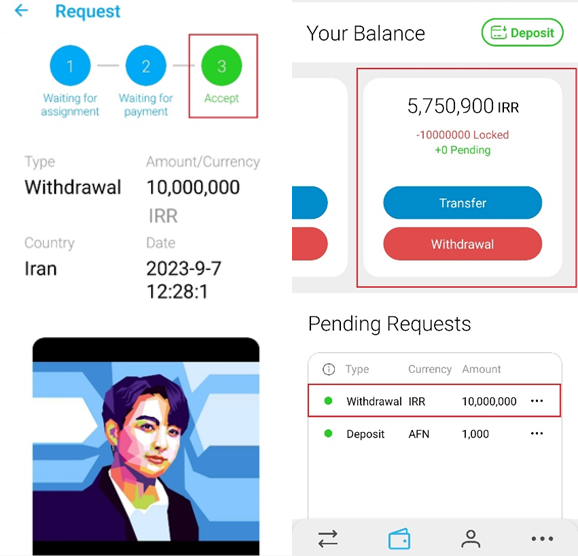 Request
1 2 3
Waiting for assignment Waiting for payment Accept
Type Amount/Currency
Withdrawal 10,000,000
IRR
Country Date
Iran 2023-9-7
12:28:1
Your Balance Deposit
5,750,900 IRR
-10000000 Locked
+0 Pending
Transfer
Withdrawal
Pending Requests
Type Currency Amount
Withdrawal IRR 10,000,000
Deposit AFN 1,000